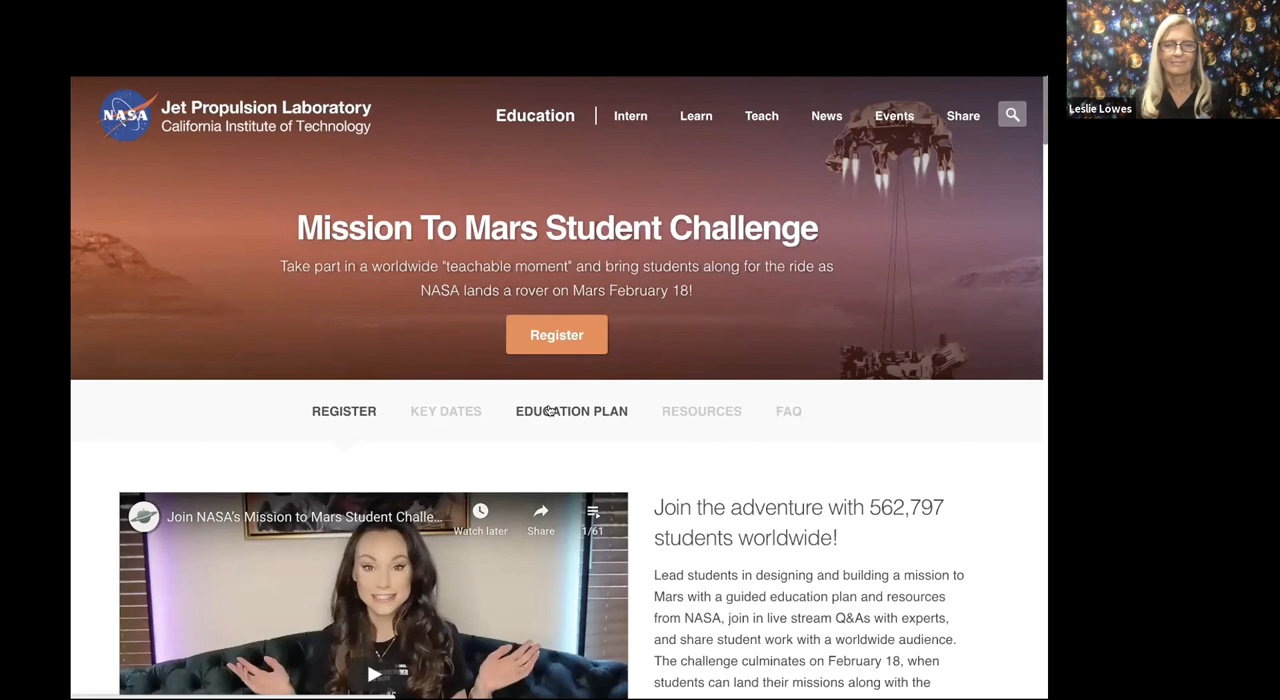 Leslie Lowes
NASA
Jet Propulsion Laboratory
California Institute of Technology
Education
Intern
Learn
Teach
News
Events
Share
Mission To Mars Student Challenge
Take part in a worldwide "teachable moment" and bring students along for the ride as
NASA lands a rover on Mars February 18!
Register
REGISTER
KEY DATES
EDUCATION PLAN
RESOURCES
FAQ
Join NASA's Mission to Mars Student Challe...
Watch later
Share
1/61
Join the adventure with 562,797
students worldwide!
Lead students in designing and building a mission to
Mars with a guided education plan and resources
from NASA, join in live stream Q&As with experts,
and share student work with a worldwide audience.
The challenge culminates on February 18, when
students can land their missions along with the